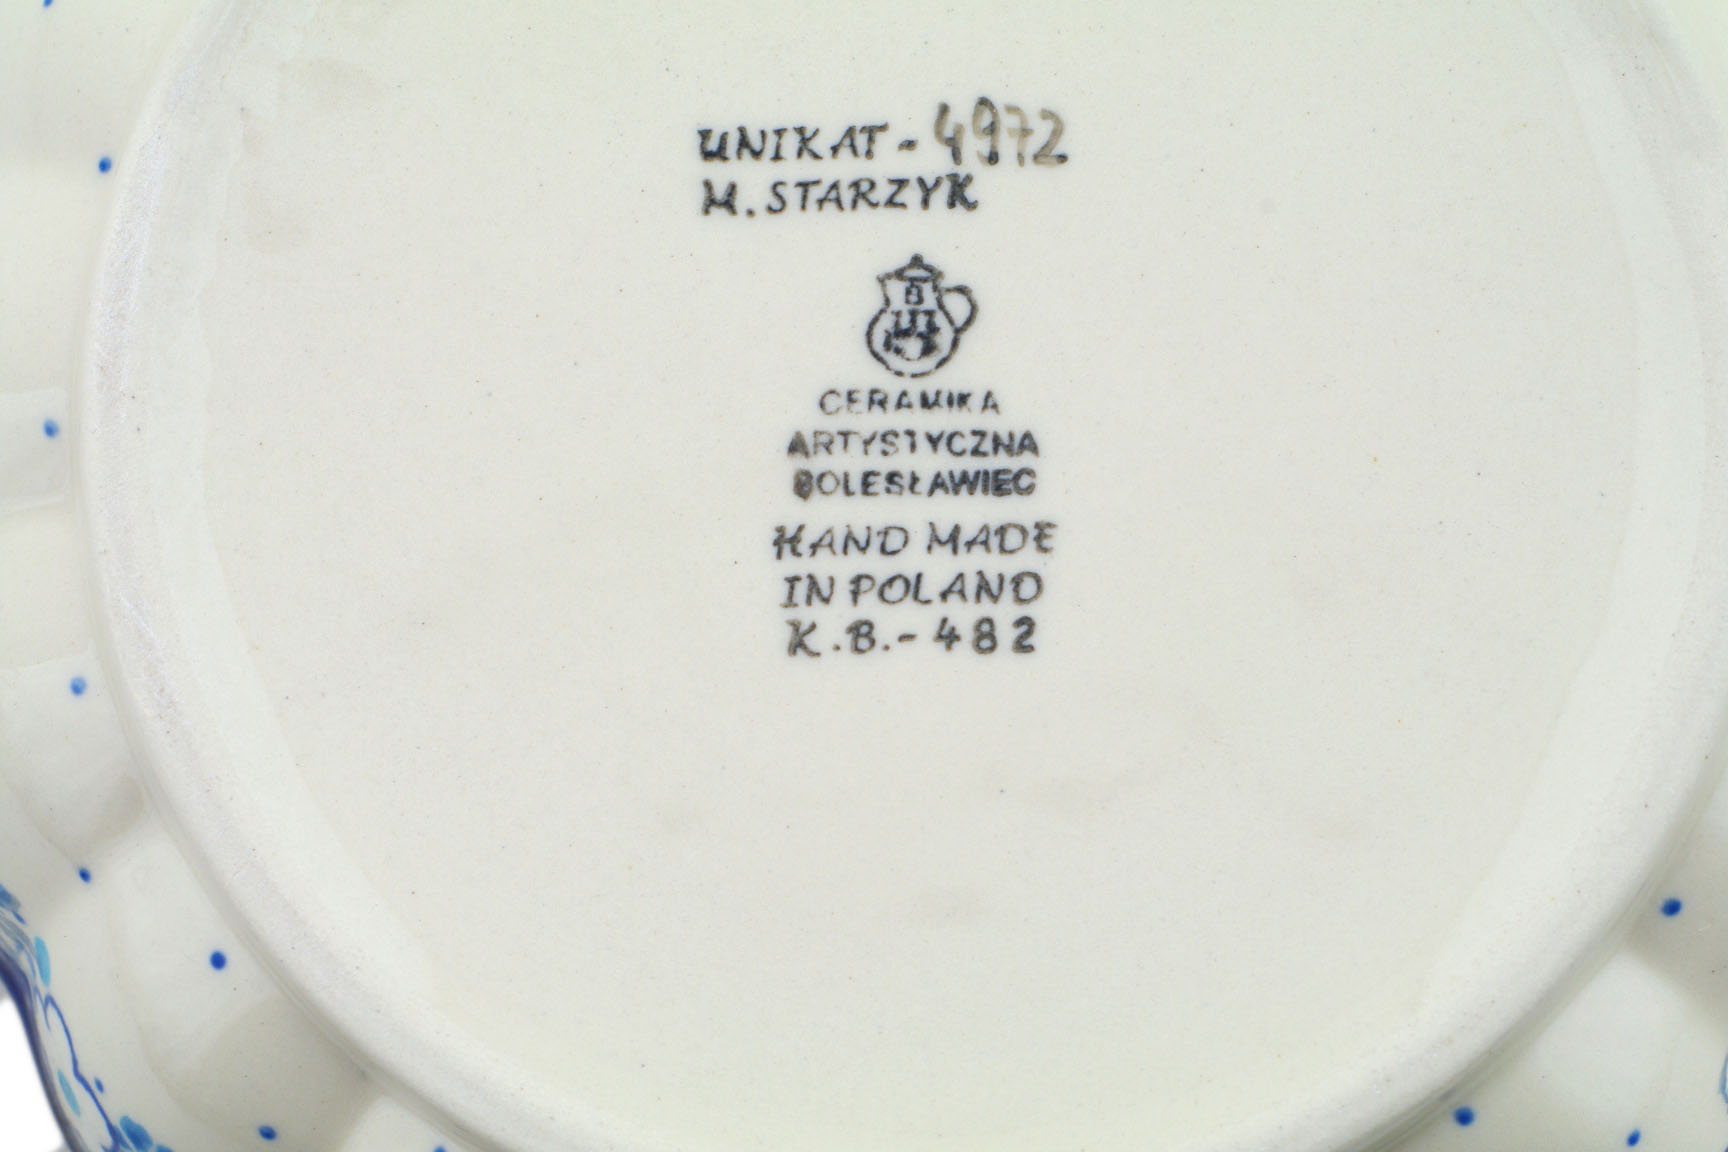 UNIKAT - 4972
M. STARZYK
B
CERAMIKA
ARTYSTYCZNA
BOLESŁAWIEC
HAND MADE
IN POLAND
K.B.- 482